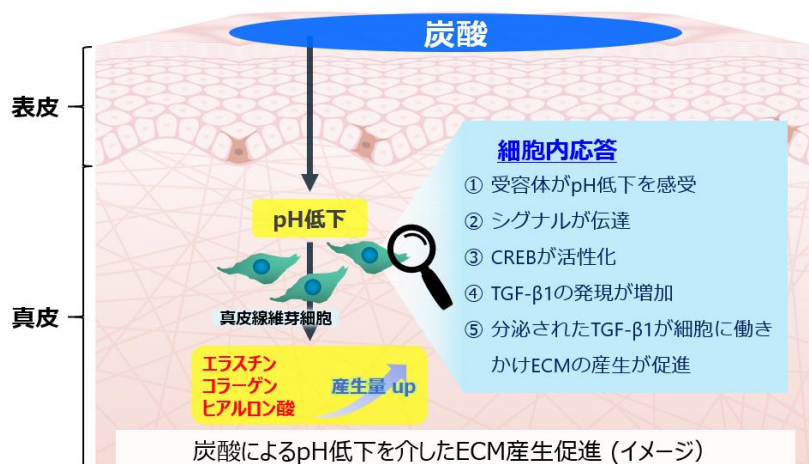 炭酸
表皮
細胞内応答
① 受容体がpH低下を感受
② シグナルが伝達
③ CREBが活性化
④ TGF-β1の発現が増加
⑤ 分泌されたTGF-β1が細胞に働き
かけECMの産生が促進
pH低下
真皮
真皮線維芽細胞
エラスチン
コラーゲン
ヒアルロン酸
産生量 up
炭酸によるpH低下を介したECM産生促進 (イメージ)